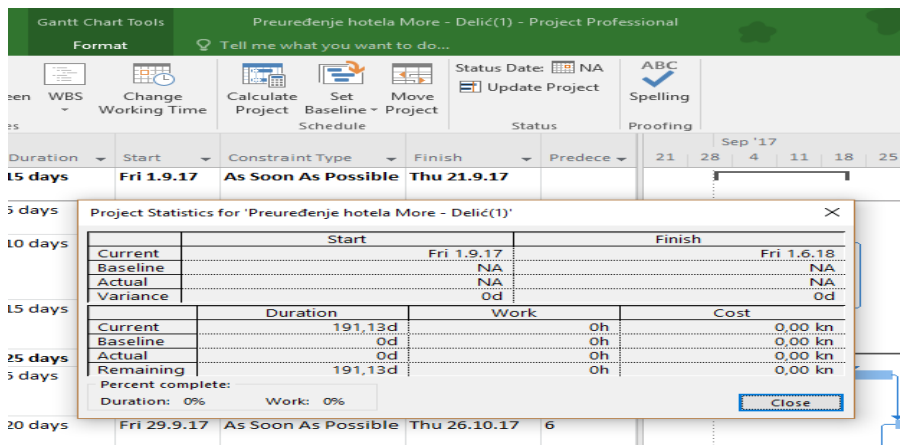 Gantt Chart Tools Preuređenje hotela More - Delić(1) - Project Professional
Format Tell me what you want to do...
Status Date: NA ABC
Update Project
een WBS Change Working Time Calculate Project Set Baseline Move Project Spelling
es Schedule Status Proofing
Sep '17
Duration Start Constraint Type Finish Predece 21 28 4 11 18 25
15 days Fri 1.9.17 As Soon As Possible Thu 21.9.17
5 days
Project Statistics for 'Preuređenje hotela More - Delić(1)'
10 days
Start Finish
Current Fri 1.9.17 Fri 1.6.18
Baseline NA NA
Actual NA NA
Variance 0d 0d
15 days
Duration Work Cost
Current 191,13d 0h 0,00 kn
Baseline 0d 0h 0,00 kn
Actual 0d 0h 0,00 kn
25 days
Remaining 191,13d 0h 0,00 kn
5 days
Percent complete:
Duration: 0% Work: 0% Close
20 days Fri 29.9.17 As Soon As Possible Thu 26.10.17 6